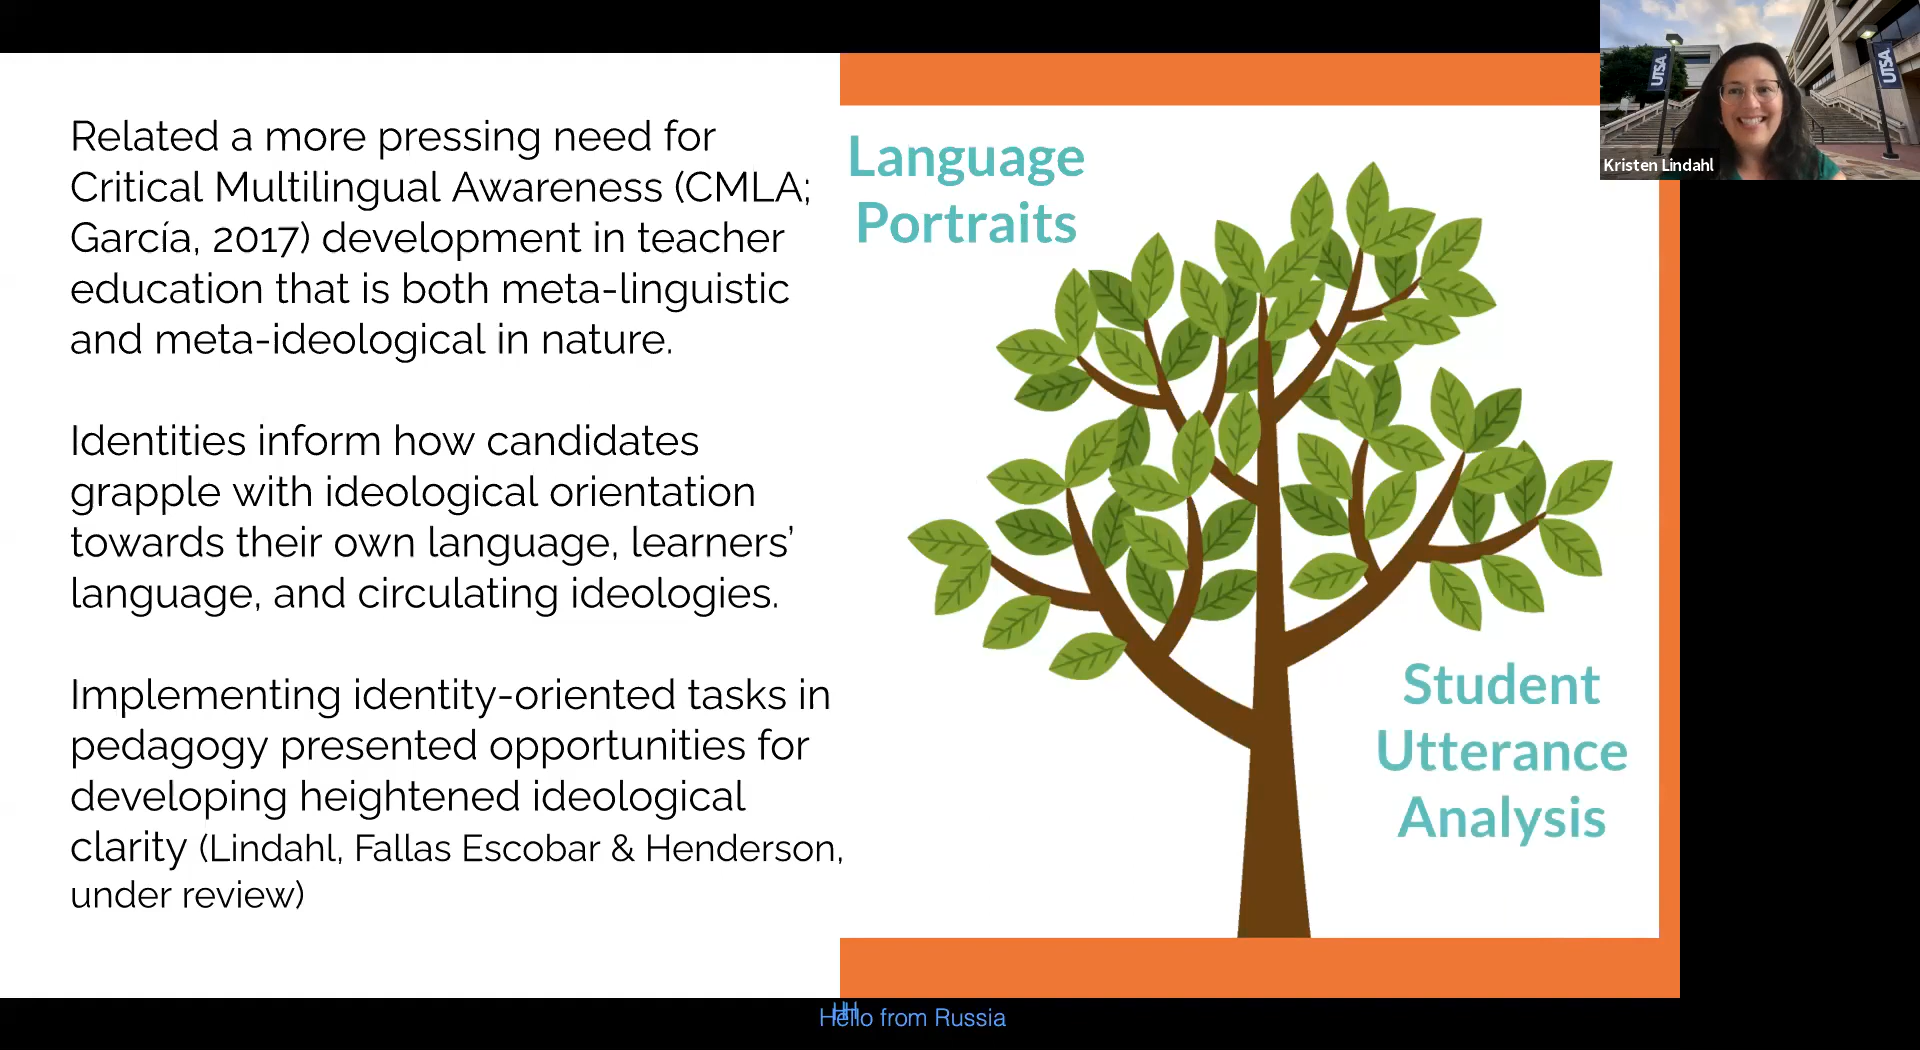 Related a more pressing need for
Critical Multilingual Awareness (CMLA;
García, 2017) development in teacher
education that is both meta-linguistic
and meta-ideological in nature.
Identities inform how candidates
grapple with ideological orientation
towards their own language, learners’
language, and circulating ideologies.
Implementing identity-oriented tasks in
pedagogy presented opportunities for
developing heightened ideological
clarity (Lindahl, Fallas Escobar & Henderson,
under review)
Language
Portraits
Student
Utterance
Analysis
UTSA
UTSA
Kristen Lindahl
Hello from Russia